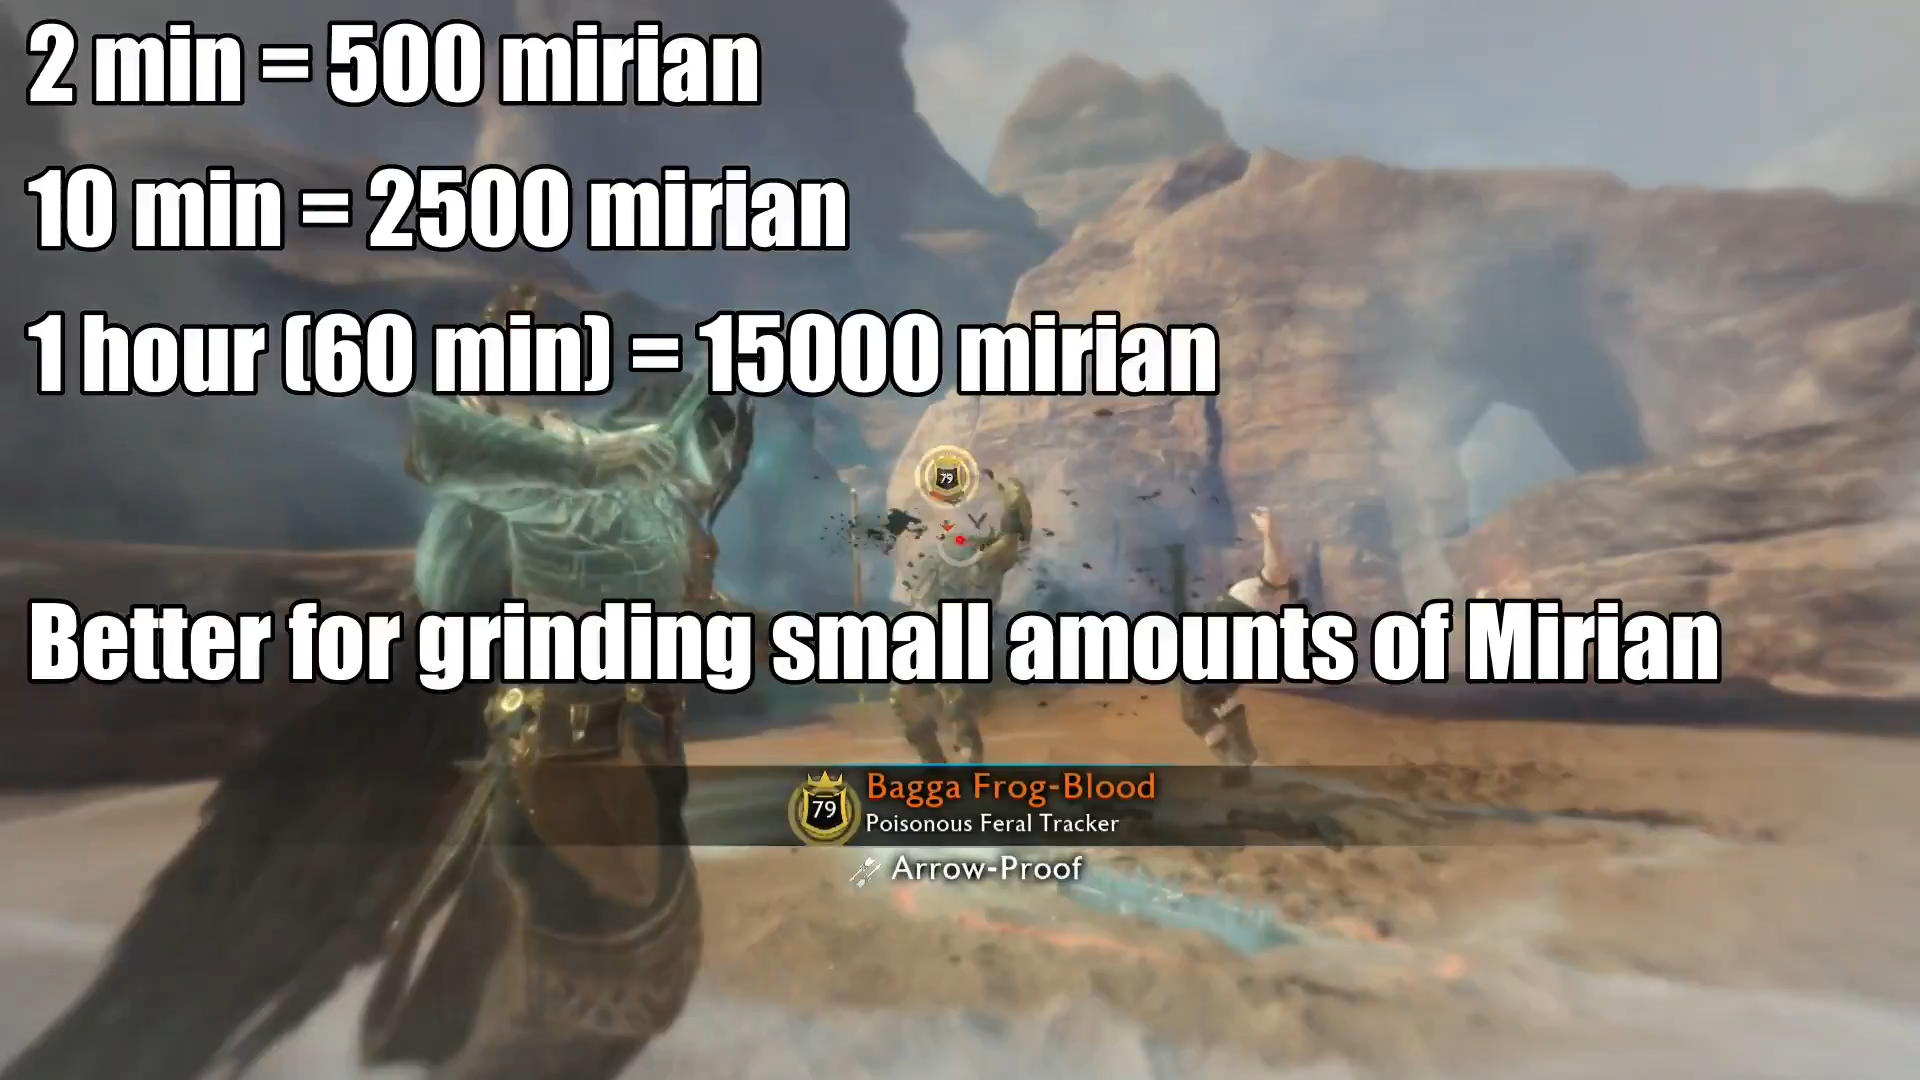 2 min = 500 mirian
10 min = 2500 mirian
1 hour (60 min) = 15000 mirian
79
Better for grinding small amounts of Mirian
79
Bagga Frog-Blood
Poisonous Feral Tracker
Arrow-Proof